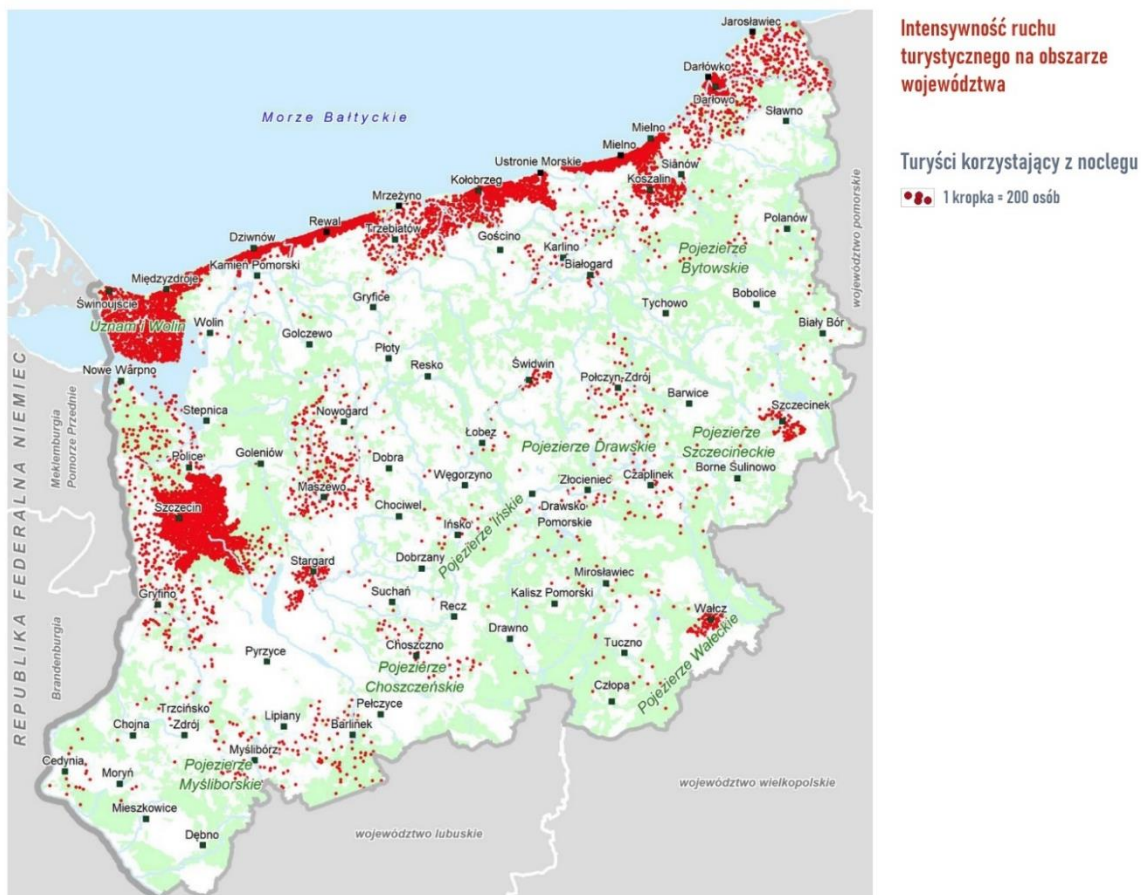 Intensywność ruchu
turystycznego na obszarze
województwa
Turyści korzystający z noclegu
1 kropka = 200 osób
Jarosławiec
Darłówko
Darłowo
Sławno
Morze Bałtyckie
Mielno
Mielno
Sianów
Ustronie Morskie
Koszalin
Kołobrzeg
Mrzeżyno
Polanów
Rewal
Trzebiatów
Gościno
Dziwnów
Karlino
Białogard
Pojezierze
Bytowskie
województwo pomorskie
Kamień Pomorski
Międzyzdroje
Świnoujście
Gryfice
Tychowo
Bobolice
Uznam i Wolin
Wolin
Golczewo
Biały Bór
Płoty
Resko
Świdwin
Połczyn-Zdrój
Nowe Warpno
Barwice
Stepnica
Nowogard
Szczecinek
Łobez
Pojezierze Drawskie
Pojezierze
Szczecineckie
Meklemburgia
Pomorze Przednie
Police
Goleniów
Dobra
Węgorzyno
Złocieniec
Czaplinek
Borne Sulinowo
Maszewo
Drawsko
Pomorskie
Szczecin
Chociwel
Ińsko
Pojezierze Ińskie
REPUBLIKA FEDERALNA NIEMIEC
Stargard
Dobrzany
Mirosławiec
Gryfino
Suchań
Recz
Kalisz Pomorski
Wałcz
Brandenburgia
Drawno
Tuczno
Pyrzyce
Choszczno
Pojezierze
Choszczeńskie
Człopa
Pojezierze Wałeckie
Pełczyce
Trzcińsko
-Zdrój
Chojna
Lipiany
Barlinek
Cedynia
Moryń
Myślibórz
Pojezierze
Myśliborskie
województwo wielkopolskie
Mieszkowice
Dębno
województwo lubuskie